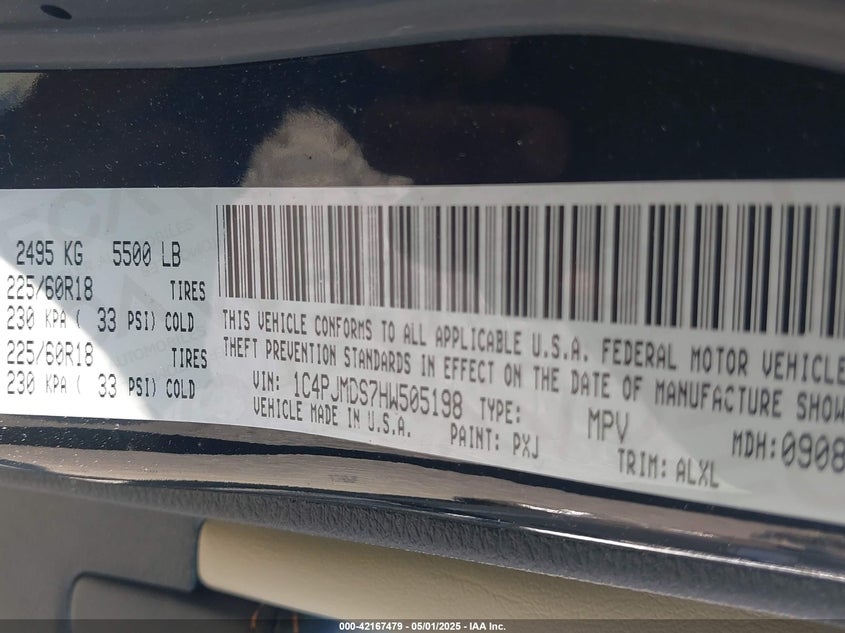 2495 KG 5500 LB
225/60R18 TIRES
230 KPA ( 33 PSI) COLD
225/60R18 TIRES
230 KPA ( 33 PSI) COLD
THIS VEHICLE CONFORMS TO ALL APPLICABLE U.S.A. FEDERAL MOTOR VEHICLE
THEFT PREVENTION STANDARDS IN EFFECT ON THE DATE OF MANUFACTURE SHOW
VIN: 1C4PJMDS7HW505198 TYPE: MPV MDH:0908
VEHICLE MADE IN U.S.A. PAINT: PXJ TRIM: ALXL
000-42167479 — 05/01/2025 — IAA Inc.